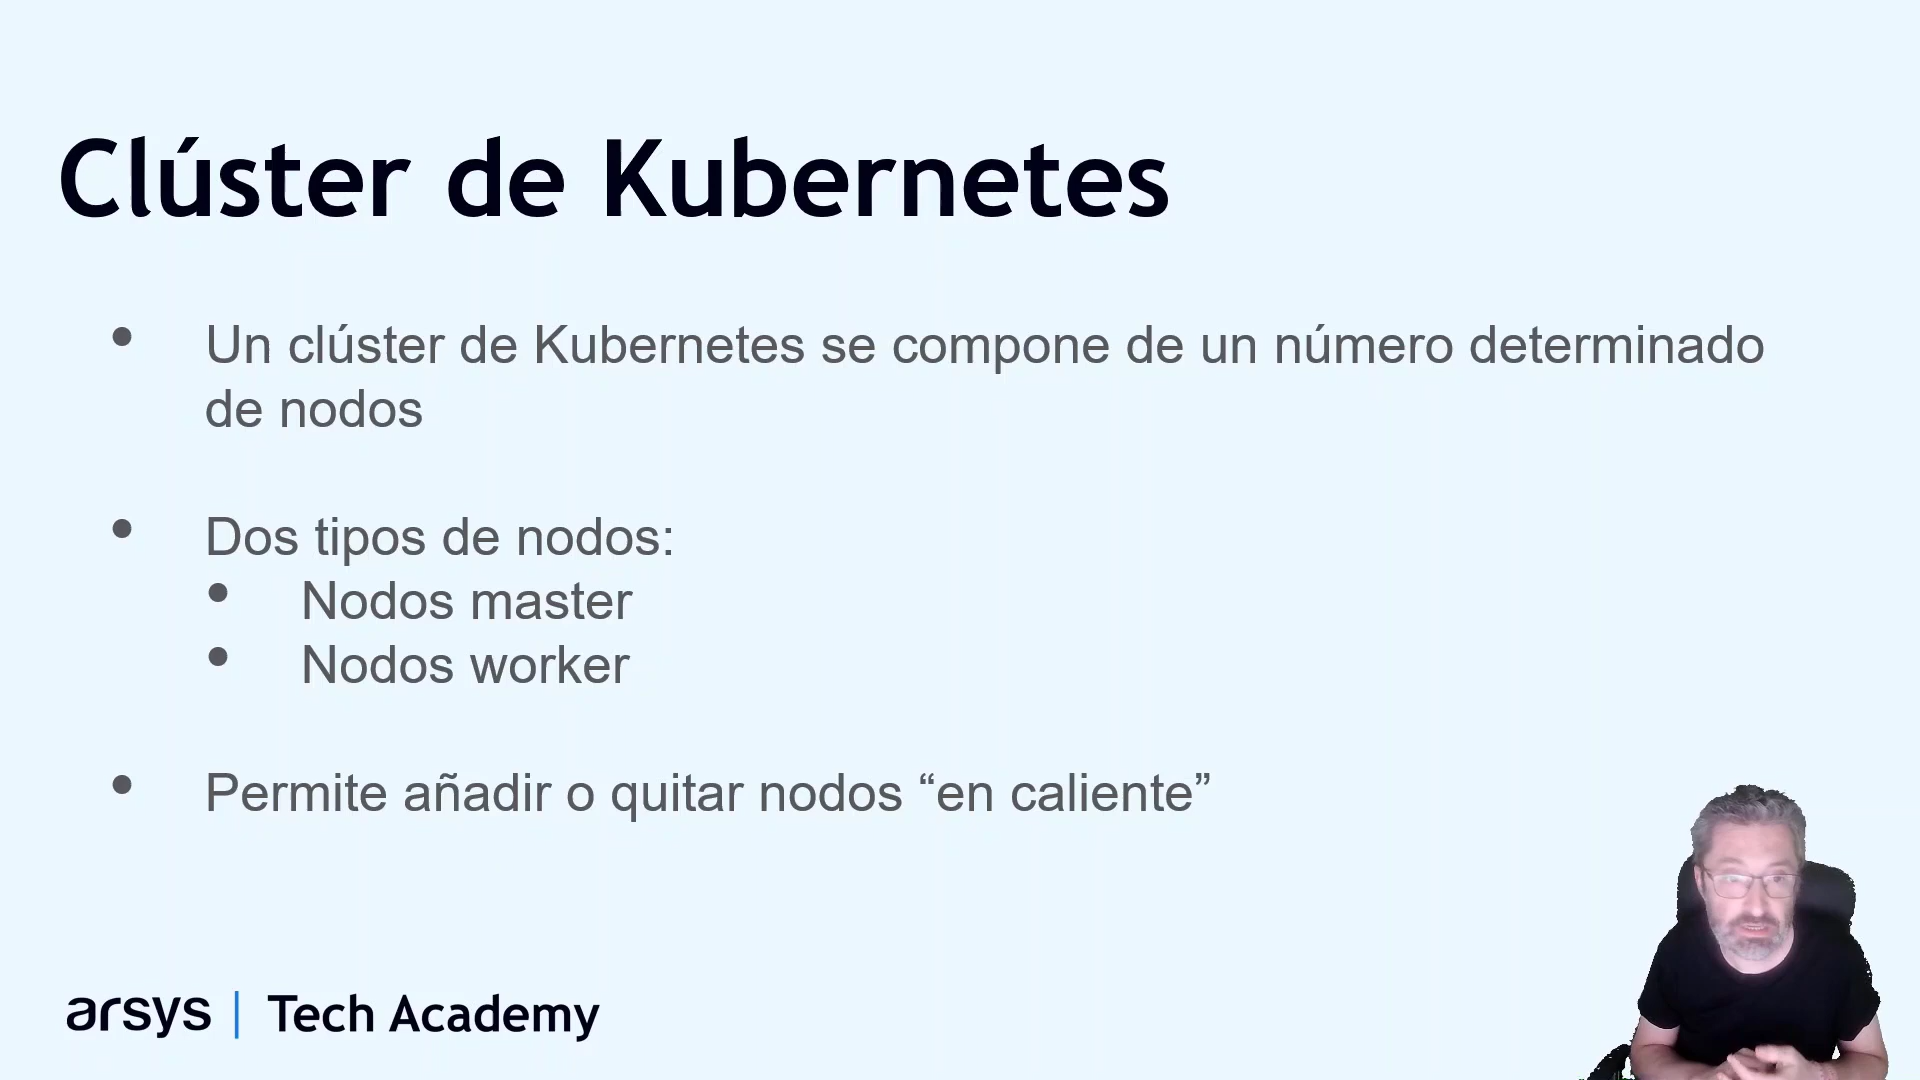 Clúster de Kubernetes
• Un clúster de Kubernetes se compone de un número determinado
de nodos
• Dos tipos de nodos:
• Nodos master
• Nodos worker
• Permite añadir o quitar nodos “en caliente”
arsys | Tech Academy